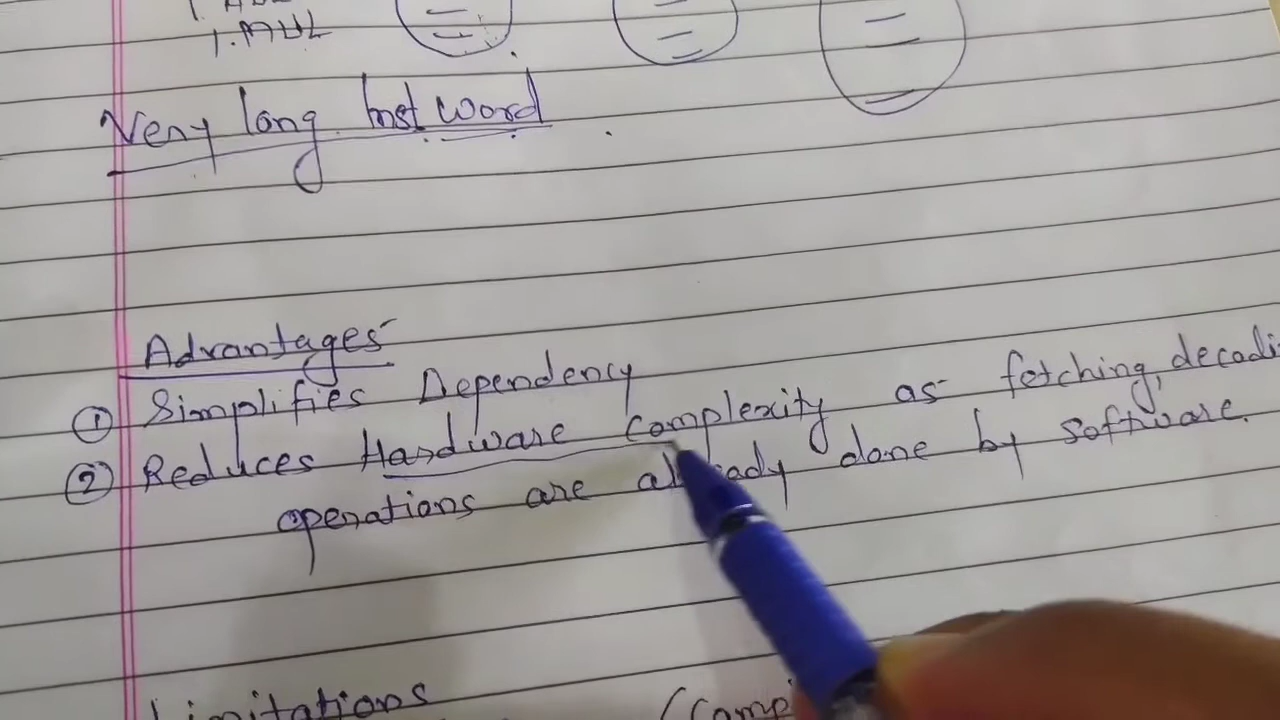 1. MUL
Very long Inst word
Advantages
① Simplifies Dependency
② Reduces Hardware Complexity as fetching, decodi
operations are already done by software.
Limitations (Comp